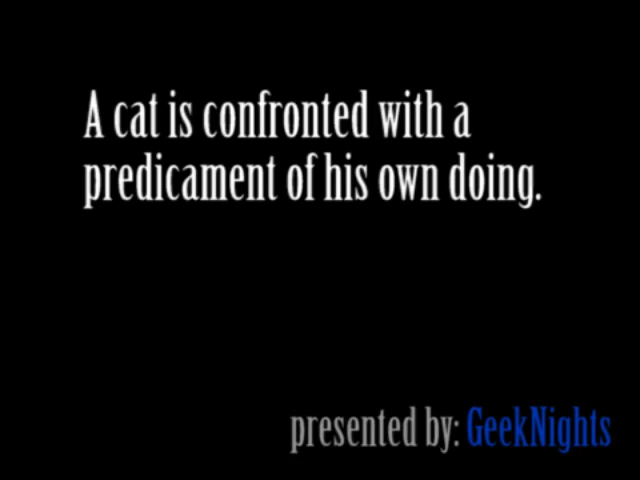 A cat is confronted with a
predicament of his own doing.
presented by: GeekNights